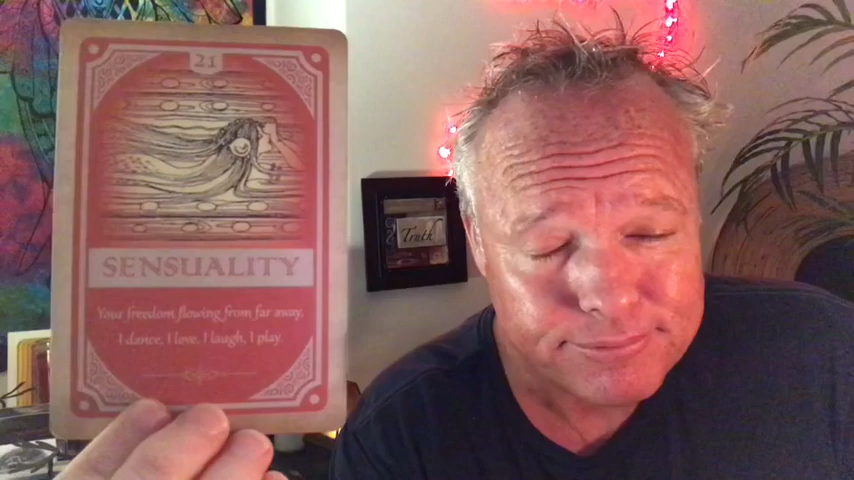 21
SENSUALITY
Your freedom flowing from far away.
I dance, I love, I laugh, I play.
Truth